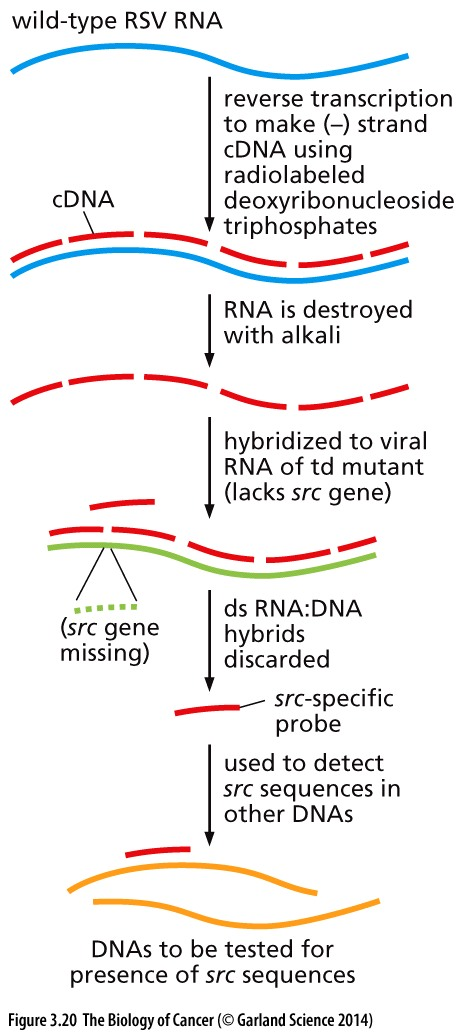 wild-type RSV RNA
reverse transcription
to make (–) strand
cDNA using
radiolabeled
deoxyribonucleoside
triphosphates
cDNA
RNA is destroyed
with alkali
hybridized to viral
RNA of td mutant
(lacks src gene)
(src gene
missing)
ds RNA:DNA
hybrids
discarded
src-specific
probe
used to detect
src sequences in
other DNAs
DNAs to be tested for
presence of src sequences
Figure 3.20 The Biology of Cancer (© Garland Science 2014)